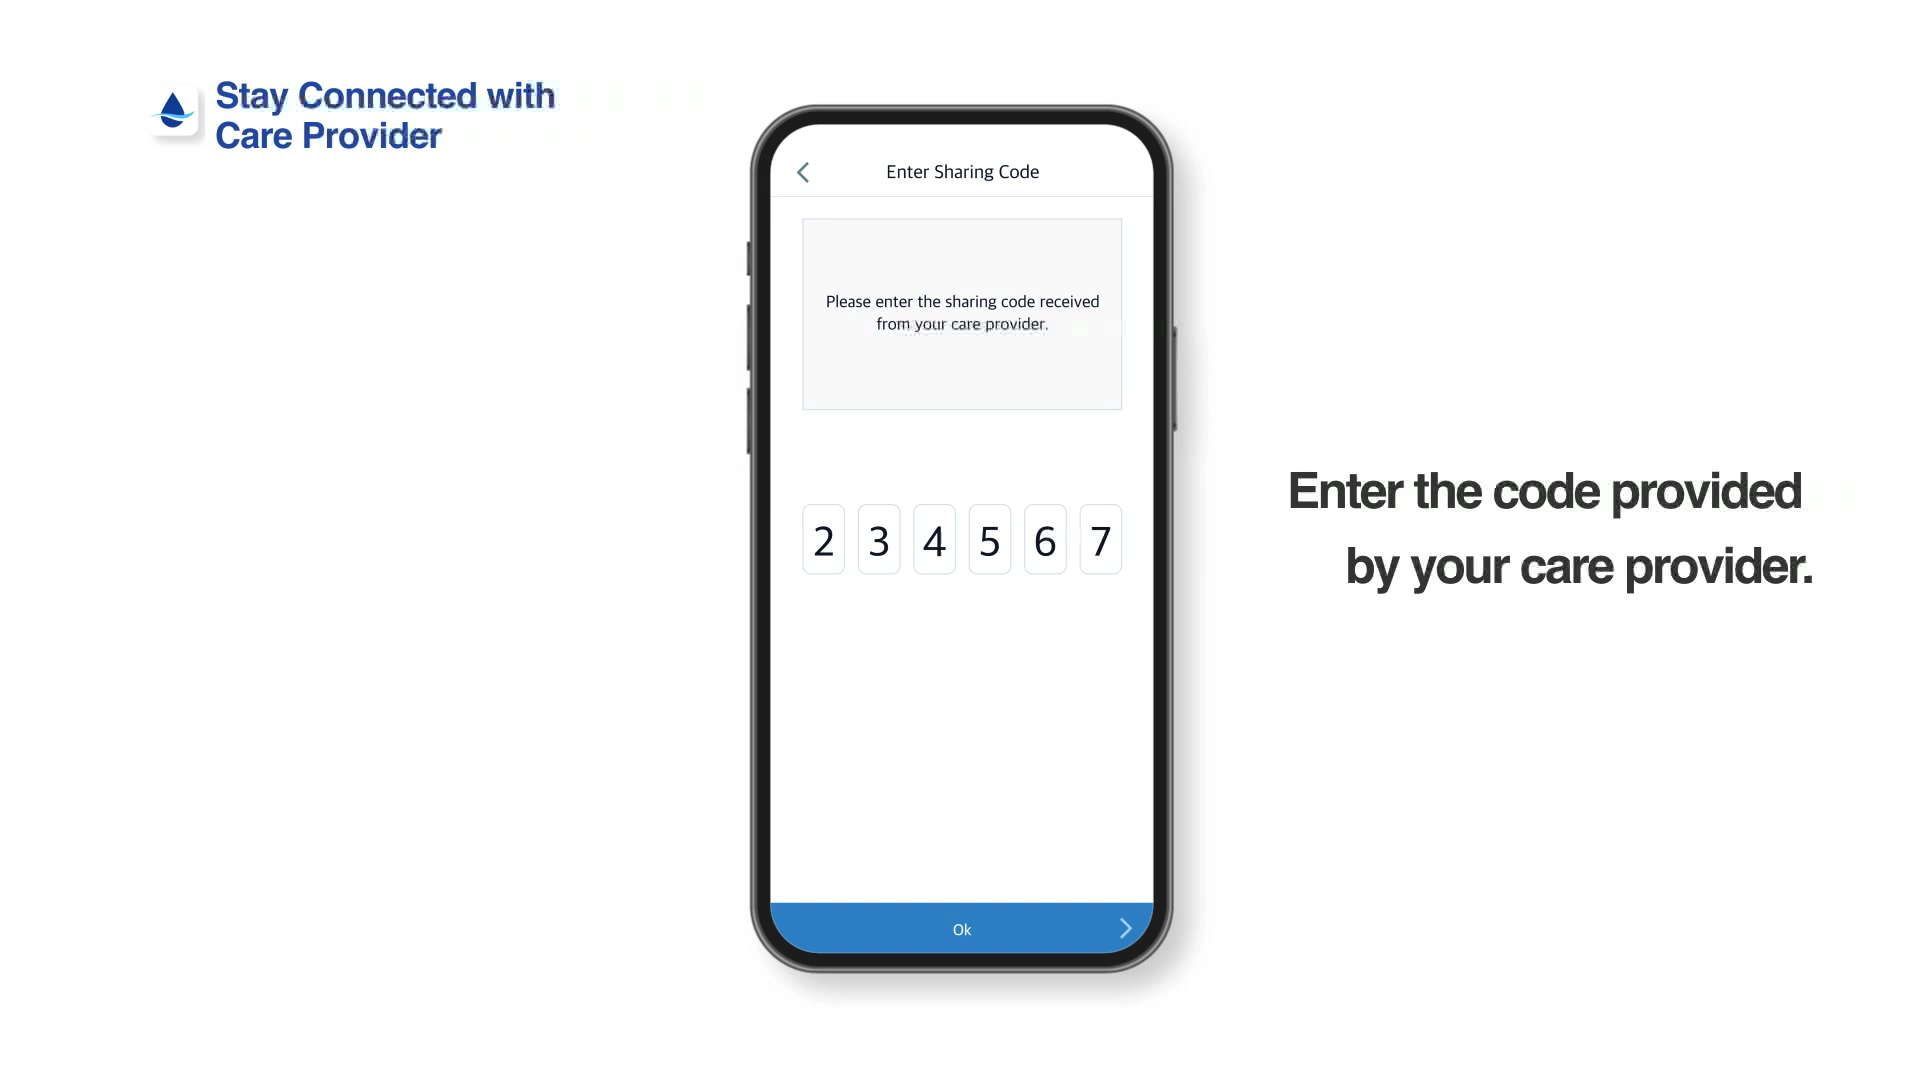 Stay Connected with
Care Provider
Enter Sharing Code
Please enter the sharing code received
from your care provider.
2 3 4 5 6 7
Ok
Enter the code provided
by your care provider.